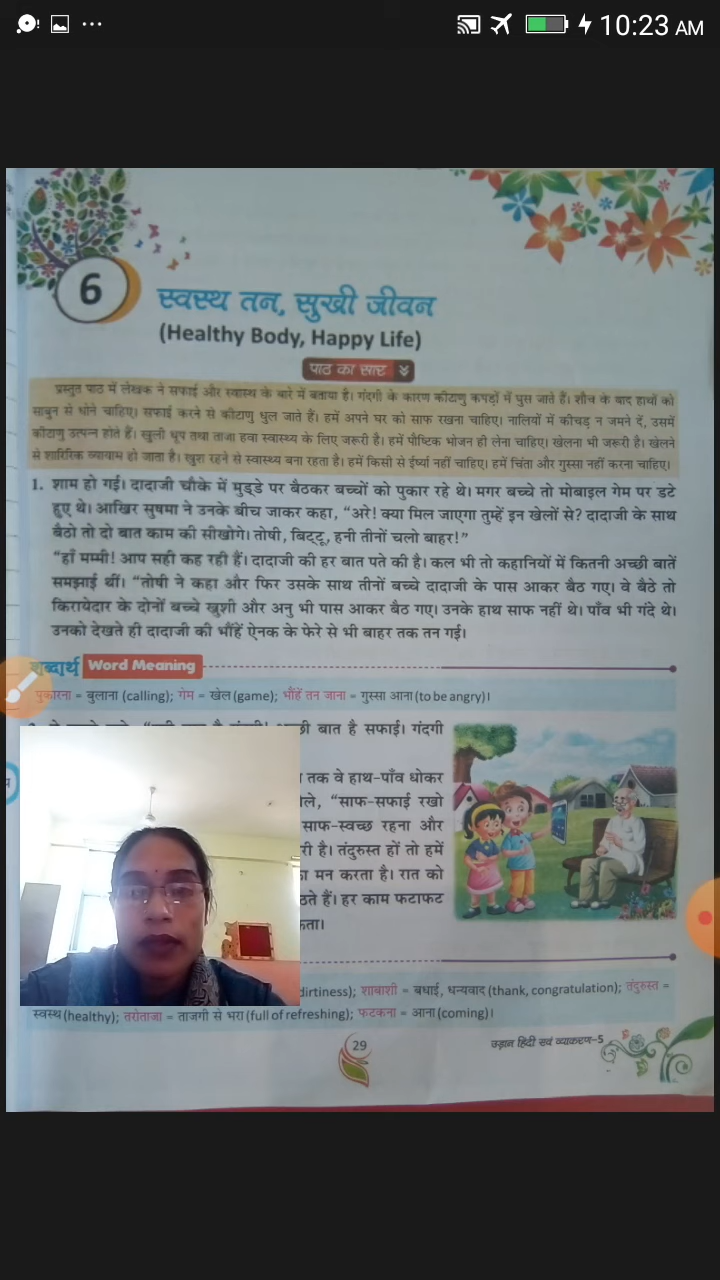 10:23 AM
6
स्वस्थ तन, सुखी जीवन
(Healthy Body, Happy Life)
पाठ का सार
प्रस्तुत पाठ में लेखक ने सफाई और स्वास्थ्य के बारे में बताया है। गंदगी के कारण कीटाणु कपड़ों में घुस जाते हैं। शौच के बाद हाथों को
साबुन से धोने चाहिए। सफाई करने से कीटाणु धुल जाते हैं। हमें अपने घर को साफ रखना चाहिए। नालियों में कीचड़ न जमने दें, उसमें
कीटाणु उत्पन्न होते हैं। खुली धूप तथा ताजा हवा स्वास्थ्य के लिए जरूरी है। हमें पौष्टिक भोजन ही लेना चाहिए। खेलना भी जरूरी है। खेलने
से शारिरिक व्यायाम हो जाता है। खुश रहने से स्वास्थ्य बना रहता है। हमें किसी से ईर्ष्या नहीं चाहिए। हमें चिंता और गुस्सा नहीं करना चाहिए।
1. शाम हो गई। दादाजी चौके में मुड्डे पर बैठकर बच्चों को पुकार रहे थे। मगर बच्चे तो मोबाइल गेम पर डटे
हुए थे। आखिर सुषमा ने उनके बीच जाकर कहा, “अरे! क्या मिल जाएगा तुम्हें इन खेलों से? दादाजी के साथ
बैठो तो दो बात काम की सीखोगे। तोषी, बिट्टू, हनी तीनों चलो बाहर!”
“हाँ मम्मी! आप सही कह रही हैं। दादाजी की हर बात पते की है। कल भी तो कहानियों में कितनी अच्छी बातें
समझाई थीं। “तोषी ने कहा और फिर उसके साथ तीनों बच्चे दादाजी के पास आकर बैठ गए। वे बैठे तो
किरायेदार के दोनों बच्चे खुशी और अनु भी पास आकर बैठ गए। उनके हाथ साफ नहीं थे। पाँव भी गंदे थे।
उनको देखते ही दादाजी की भौंहें ऐनक के फेरे से भी बाहर तक तन गई।
शब्दार्थ Word Meaning
पुकारना = बुलाना (calling); गेम = खेल (game); भौंहें तन जाना = गुस्सा आना (to be angry)।
बात है सफाई। गंदगी
तक वे हाथ-पाँव धोकर
“साफ-सफाई रखो
साफ-स्वच्छ रहना और
है। तंदुरुस्त हों तो हमें
मन करता है। रात को
हैं। हर काम फटाफट
dirtiness); शाबाशी = बधाई, धन्यवाद (thank, congratulation); तंदुरुस्त =
स्वस्थ (healthy); तरोताजा = ताजगी से भरा (full of refreshing); फटकना = आना (coming)।
29
उड़ान हिंदी एवं व्याकरण-5